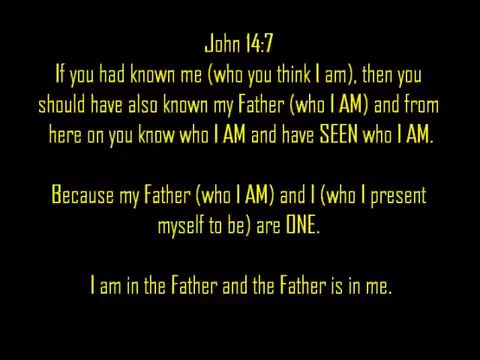 John 14:7
If you had known me (who you think I am), then you
should have also known my Father (who I AM) and from
here on you know who I AM and have SEEN who I AM.
Because my Father (who I AM) and I (who I present
myself to be) are ONE.
I am in the Father and the Father is in me.